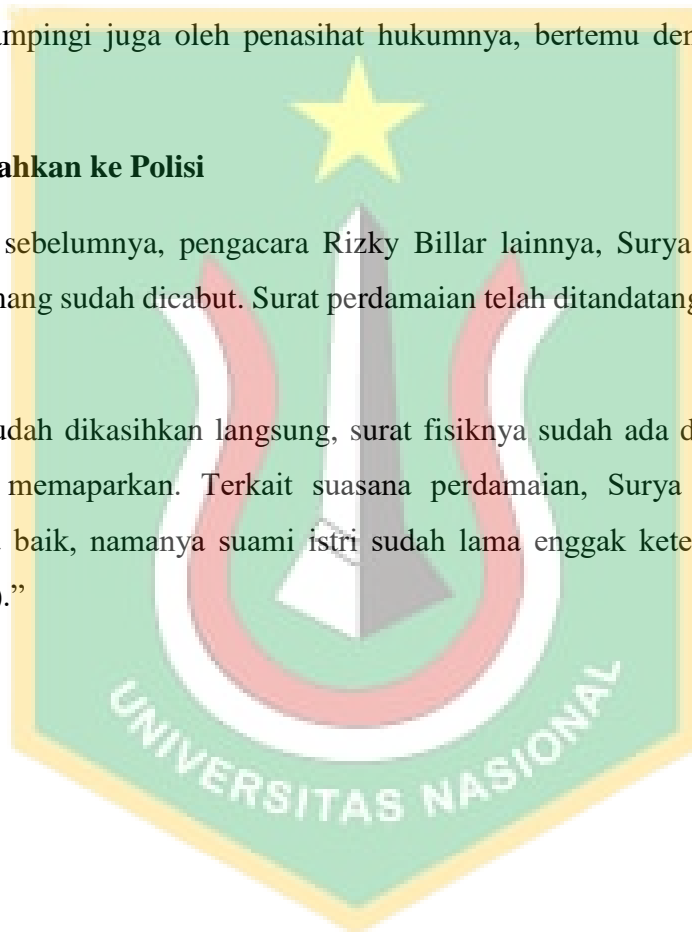 ampingi juga oleh penasihat hukumnya, bertemu den
ahkan ke Polisi
sebelumnya, pengacara Rizky Billar lainnya, Surya
nang sudah dicabut. Surat perdamaian telah ditandatang
udah dikasihkan langsung, surat fisiknya sudah ada d
memaparkan. Terkait suasana perdamaian, Surya
baik, namanya suami istri sudah lama enggak kete
).”
UNIVERSITAS NASIONAL